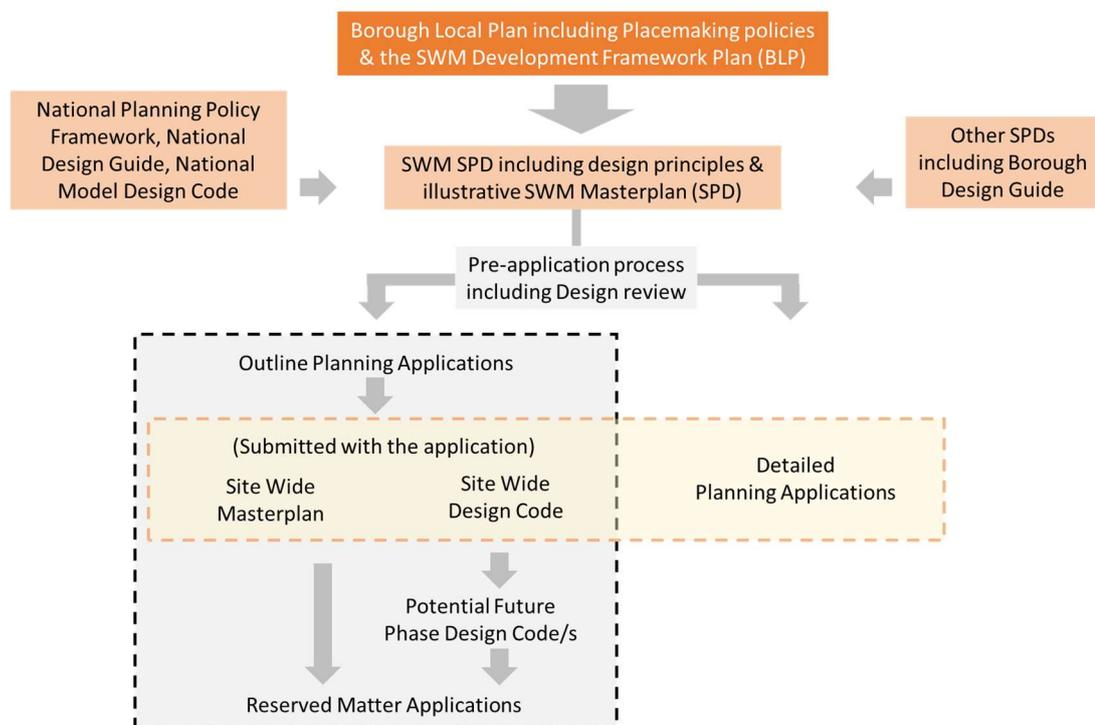 Borough Local Plan including Placemaking policies
& the SWM Development Framework Plan (BLP)
National Planning Policy
Framework, National
Design Guide, National
Model Design Code
SWM SPD including design principles &
illustrative SWM Masterplan (SPD)
Other SPDs
including Borough
Design Guide
Pre-application process
including Design review
Outline Planning Applications
(Submitted with the application)
Site Wide
Masterplan
Site Wide
Design Code
Detailed
Planning Applications
Potential Future
Phase Design Code/s
Reserved Matter Applications